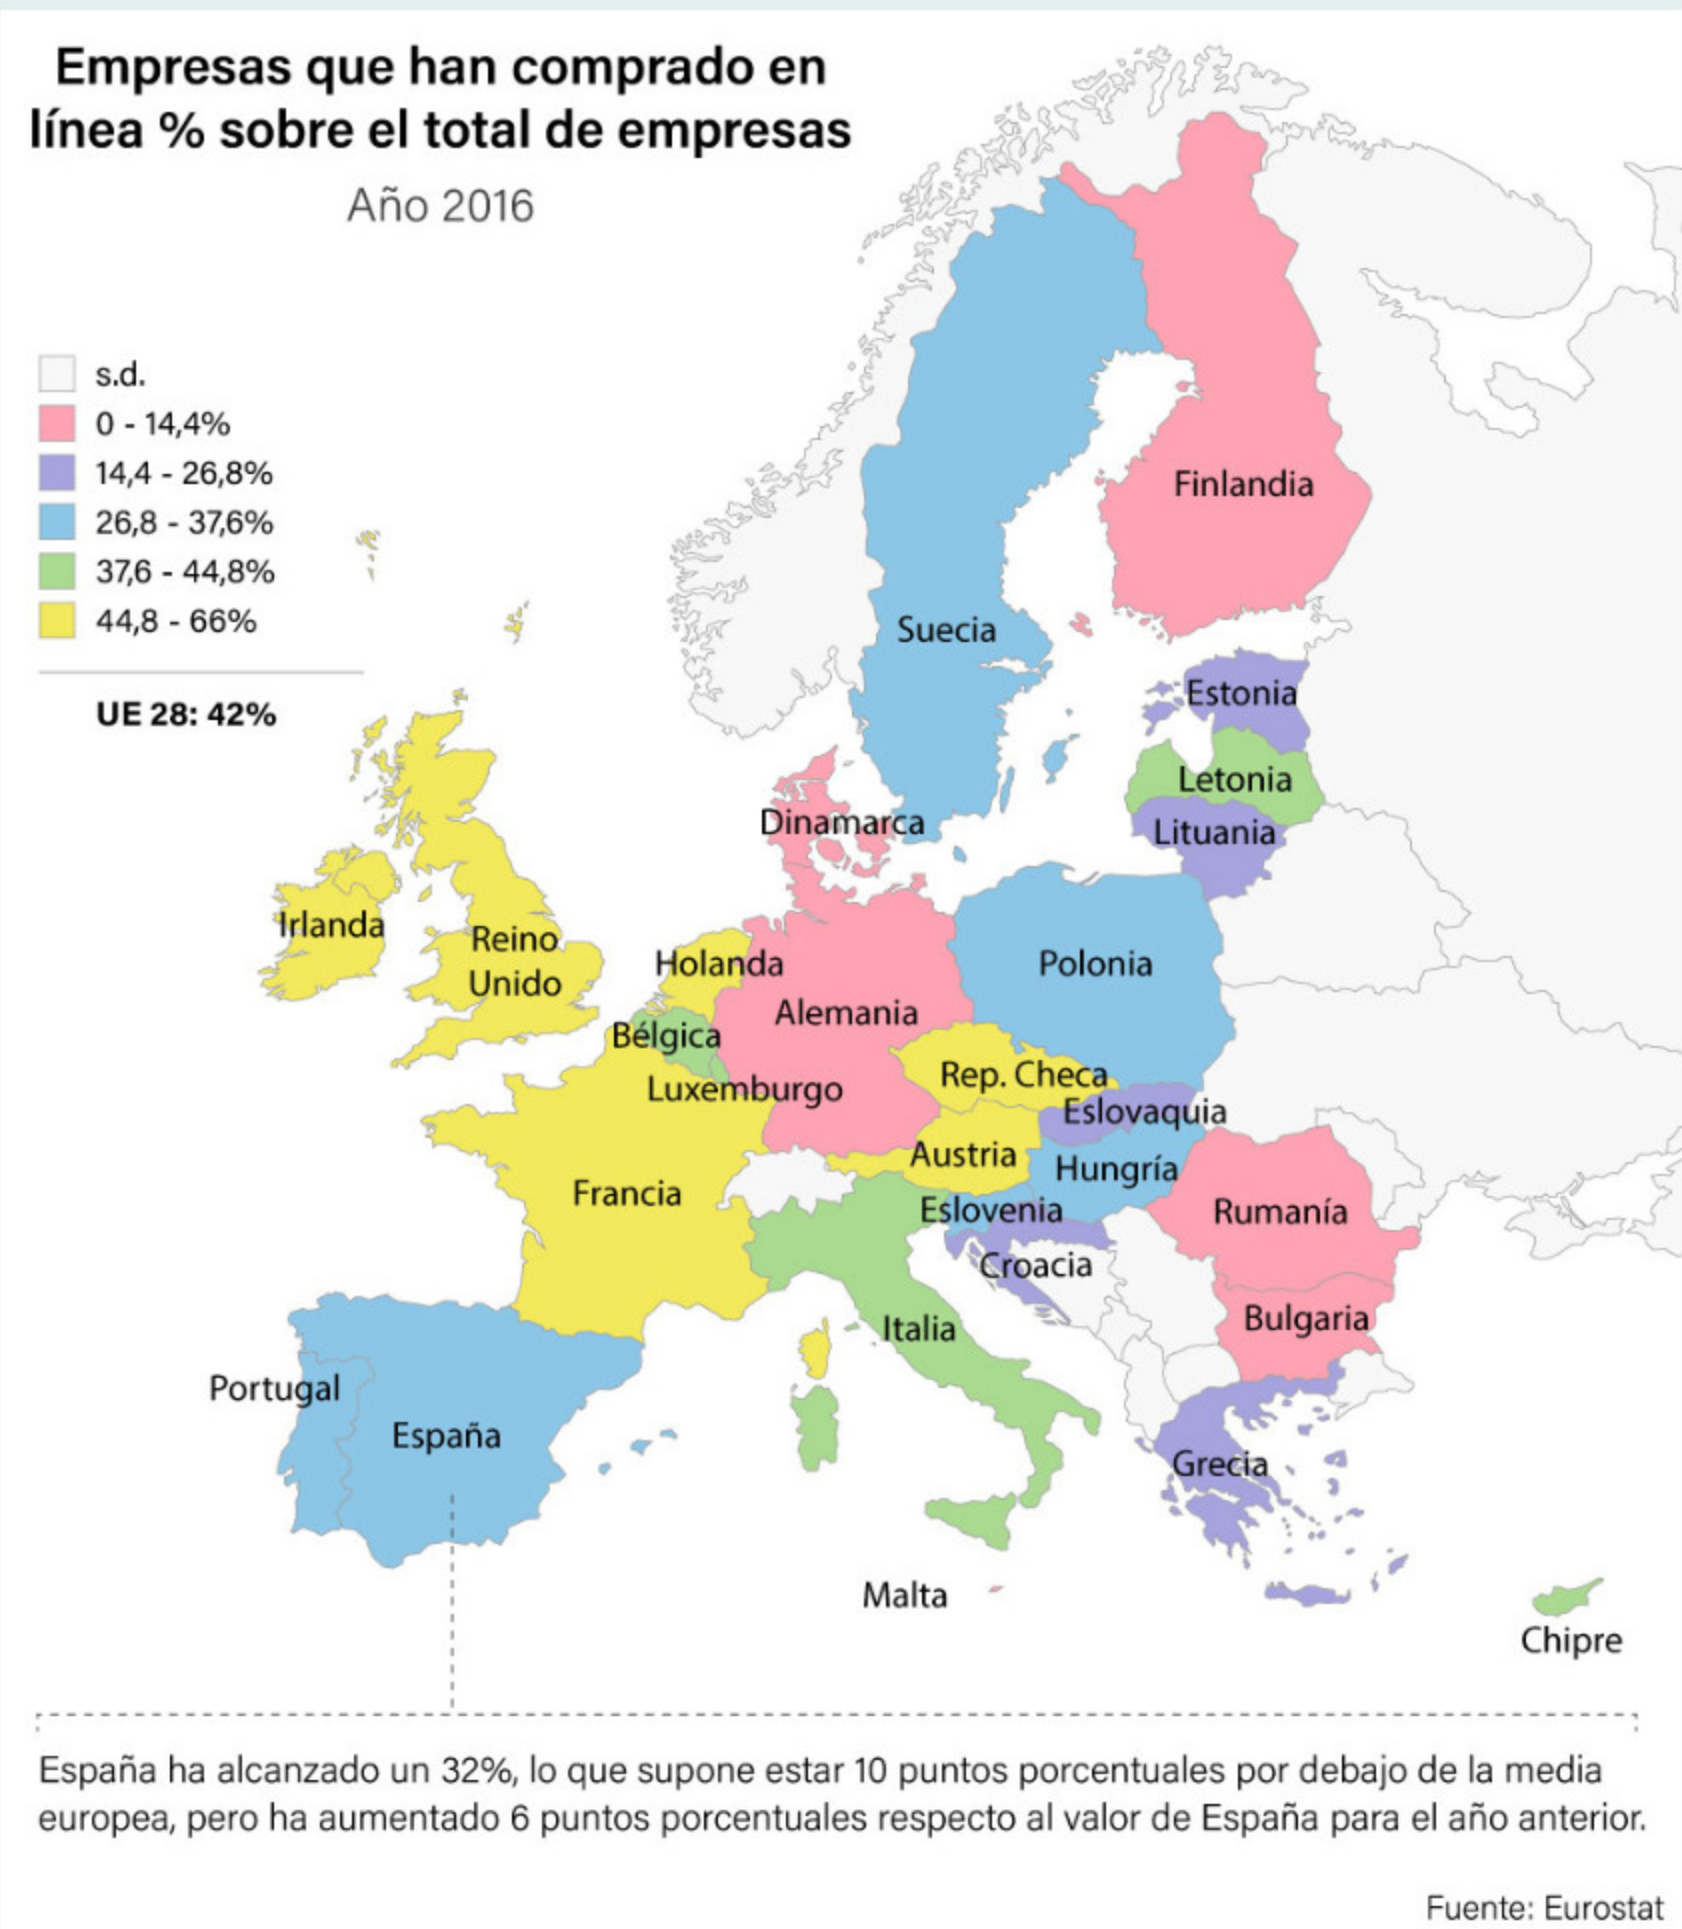 Empresas que han comprado en
línea % sobre el total de empresas
Año 2016
s.d.
0 - 14,4%
14,4 - 26,8%
26,8 - 37,6%
37,6 - 44,8%
44,8 - 66%
UE 28: 42%
Finlandia
Suecia
Estonia
Letonia
Lituania
Dinamarca
Irlanda
Reino
Unido
Holanda
Polonia
Alemania
Bélgica
Rep. Checa
Luxemburgo
Eslovaquia
Austria
Hungría
Francia
Eslovenia
Rumanía
Croacia
Bulgaria
Italia
Portugal
España
Grecia
Malta
Chipre
España ha alcanzado un 32%, lo que supone estar 10 puntos porcentuales por debajo de la media
europea, pero ha aumentado 6 puntos porcentuales respecto al valor de España para el año anterior.
Fuente: Eurostat